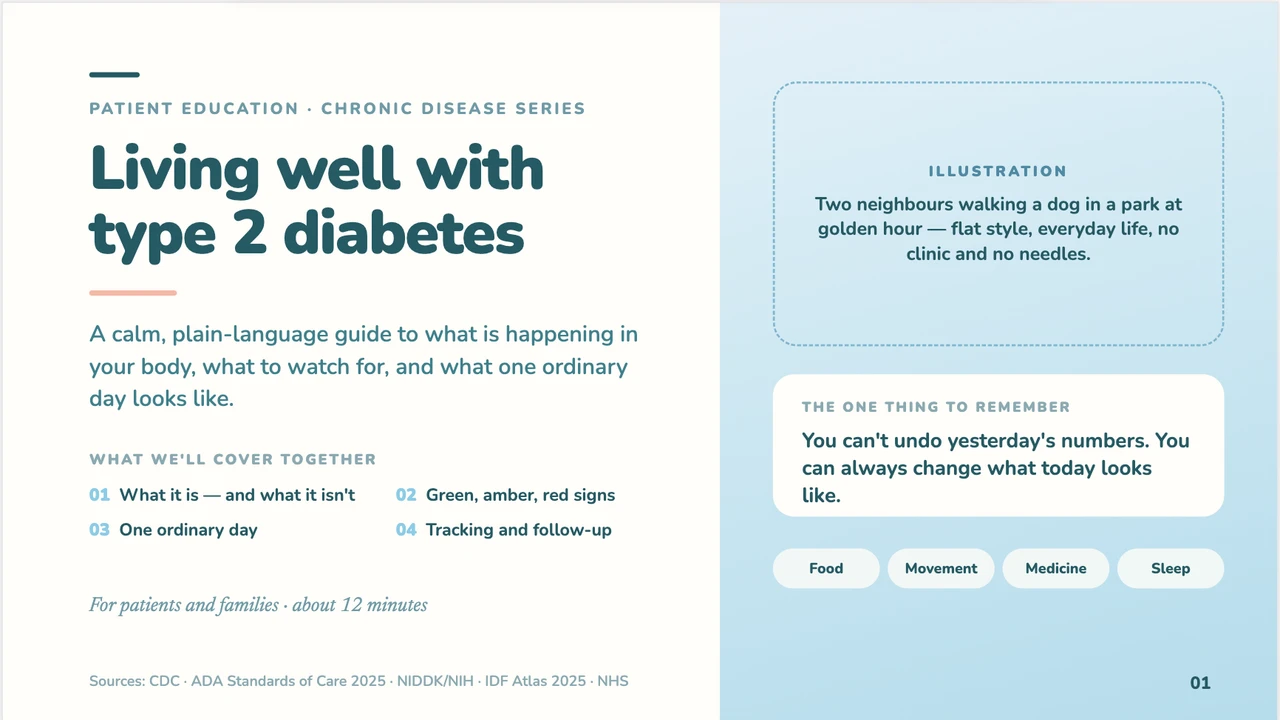 PATIENT EDUCATION · CHRONIC DISEASE SERIES
Living well with
type 2 diabetes
A calm, plain-language guide to what is happening in
your body, what to watch for, and what one ordinary
day looks like.
WHAT WE'LL COVER TOGETHER
01 What it is — and what it isn't
02 Green, amber, red signs
03 One ordinary day
04 Tracking and follow-up
For patients and families · about 12 minutes
Sources: CDC · ADA Standards of Care 2025 · NIDDK/NIH · IDF Atlas 2025 · NHS
ILLUSTRATION
Two neighbours walking a dog in a park at
golden hour — flat style, everyday life, no
clinic and no needles.
THE ONE THING TO REMEMBER
You can't undo yesterday's numbers. You
can always change what today looks
like.
Food
Movement
Medicine
Sleep
01